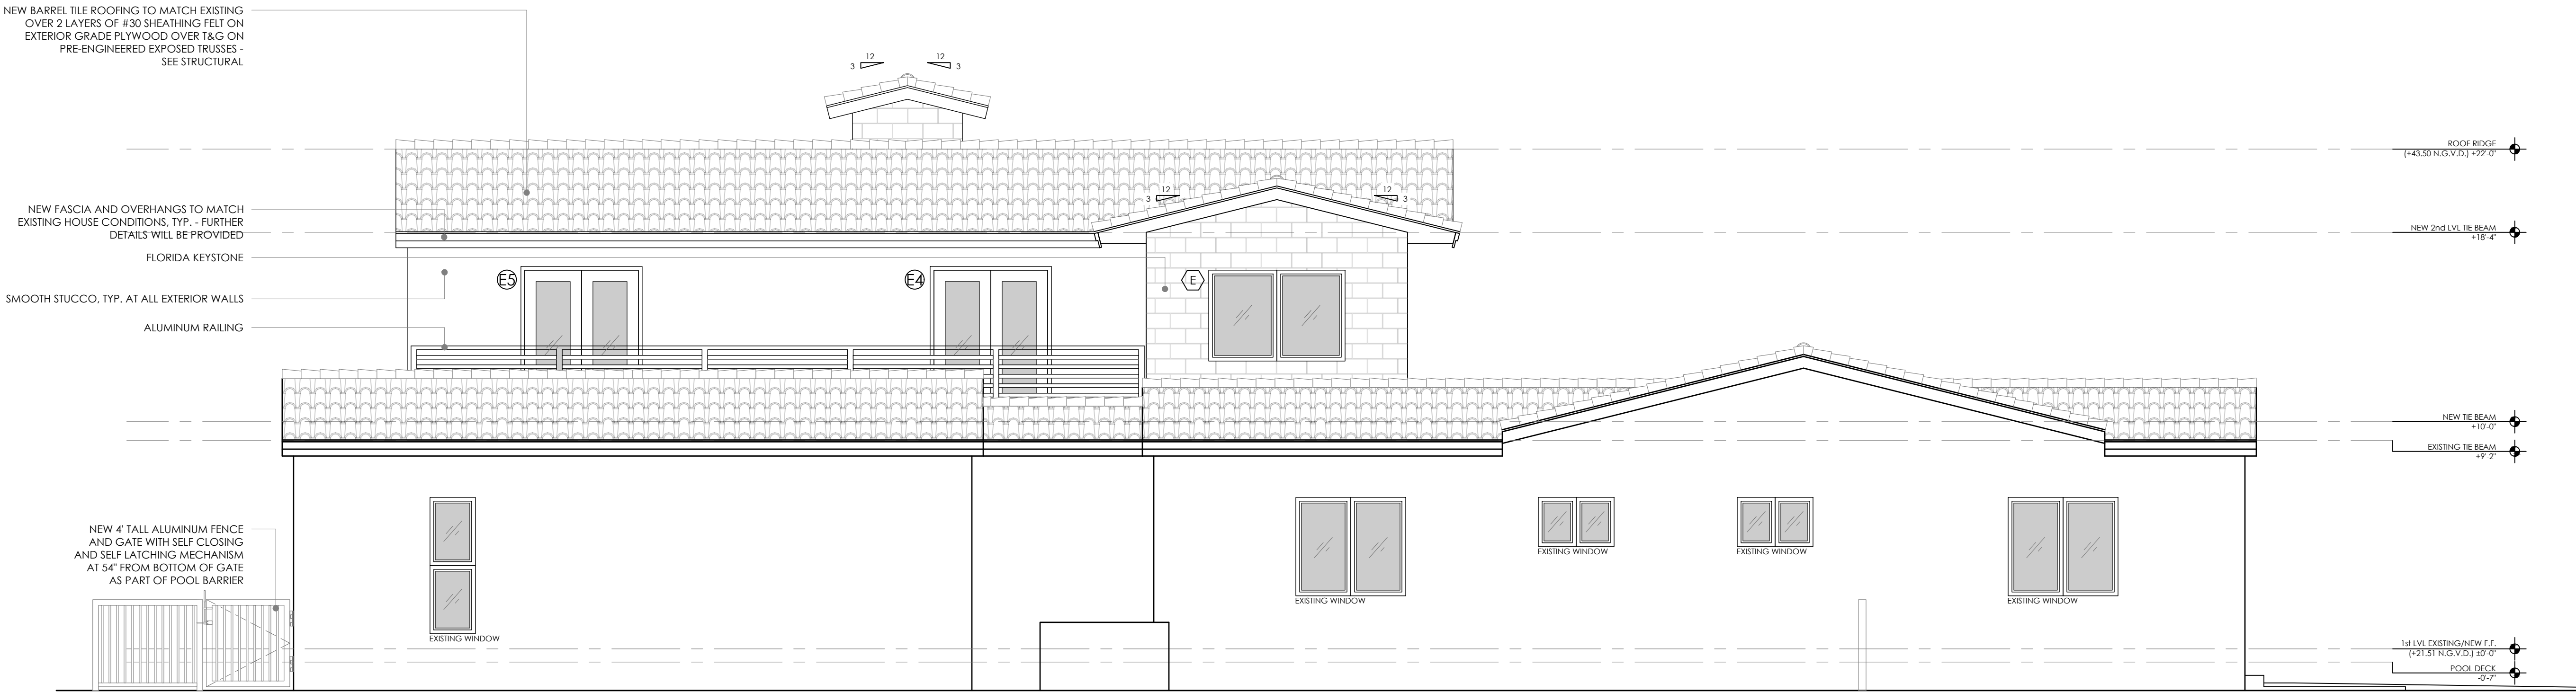 NEW BARREL TILE ROOFING TO MATCH EXISTING
OVER 2 LAYERS OF #30 SHEATHING FELT ON
EXTERIOR GRADE PLYWOOD OVER T&G ON
PRE-ENGINEERED EXPOSED TRUSSES -
SEE STRUCTURAL
12
3
12
3
ROOF RIDGE
(+43.50 N.G.V.D.) +22'-0"
12
3
12
3
NEW FASCIA AND OVERHANGS TO MATCH
EXISTING HOUSE CONDITIONS, TYP. - FURTHER
DETAILS WILL BE PROVIDED
NEW 2nd LVL TIE BEAM
+18'-4"
FLORIDA KEYSTONE
E5
E4
E
SMOOTH STUCCO, TYP. AT ALL EXTERIOR WALLS
ALUMINUM RAILING
NEW TIE BEAM
+10'-0"
EXISTING TIE BEAM
+9'-2"
NEW 4' TALL ALUMINUM FENCE
AND GATE WITH SELF CLOSING
AND SELF LATCHING MECHANISM
AT 54" FROM BOTTOM OF GATE
AS PART OF POOL BARRIER
EXISTING WINDOW
EXISTING WINDOW
EXISTING WINDOW
EXISTING WINDOW
EXISTING WINDOW
1st LVL EXISTING/NEW F.F.
(+21.51 N.G.V.D.) ±0'-0"
POOL DECK
-0'-7"